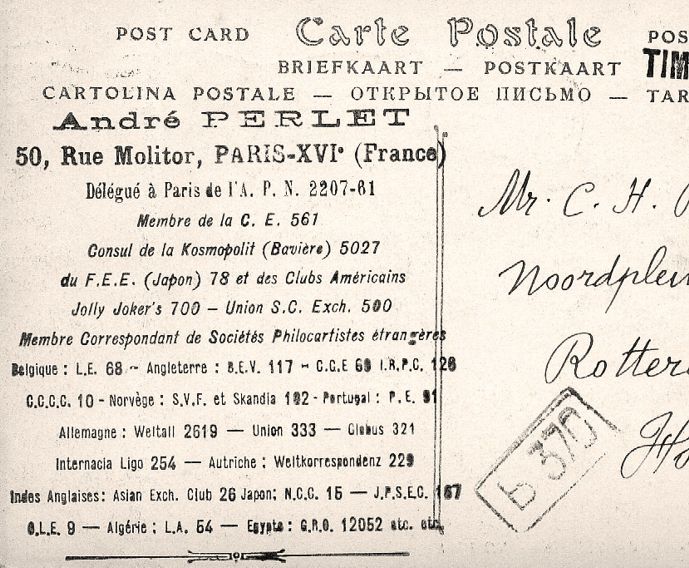 POST CARD Carte Postale POS
BRIEFKAART — POSTKAART TIM
CARTOLINA POSTALE — ОТКРЫТОЕ ПИСЬМО — TAR
André PERLET
50, Rue Molitor, PARIS-XVIe (France)
Délégué à Paris de l'A. P. N. 2207-61
Membre de la C. E. 561
Consul de la Kosmopolit (Bavière) 5027
du F.E.E. (Japon) 78 et des Clubs Américains
Jolly Joker's 700 — Union S.C. Exch. 500
Membre Correspondant de Sociétés Philocartistes étrangères
Belgique : L.E. 68 - Angleterre : B.E.V. 117 - C.C.E 69 I.R.P.C. 126
C.C.C.C. 10 - Norvège : S.V.F. et Skandia 102 - Portugal : P. E. 91
Allemagne : Weltall 2619 — Union 333 — Globus 321
Internacia Ligo 254 — Autriche : Weltkorrespondenz 229
Indes Anglaises : Asian Exch. Club 26 Japon; N.C.C. 15 — J.P.S.E.C. 167
O.L.E. 9 — Algérie : L.A. 54 — Egypte : G.R.O. 12052 etc. etc.
Mr. C. H.
Noordplein
Rotter
Ho
B 370